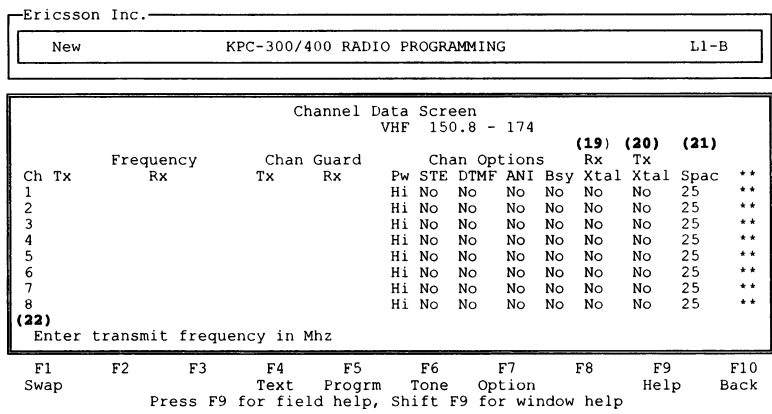 Ericsson Inc.
New KPC-300/400 RADIO PROGRAMMING L1-B
Channel Data Screen
VHF 150.8 - 174
(19) (20) (21)
Frequency Chan Guard Chan Options Rx Tx
Ch Tx Rx Tx Rx Pw STE DTMF ANI Bsy Xtal Xtal Spac **
1 Hi No No No No No No 25 **
2 Hi No No No No No No 25 **
3 Hi No No No No No No 25 **
4 Hi No No No No No No 25 **
5 Hi No No No No No No 25 **
6 Hi No No No No No No 25 **
7 Hi No No No No No No 25 **
8 Hi No No No No No No 25 **
(22)
Enter transmit frequency in Mhz
F1 F2 F3 F4 F5 F6 F7 F8 F9 F10
Swap Text Progrm Tone Option Help Back
Press F9 for field help, Shift F9 for window help